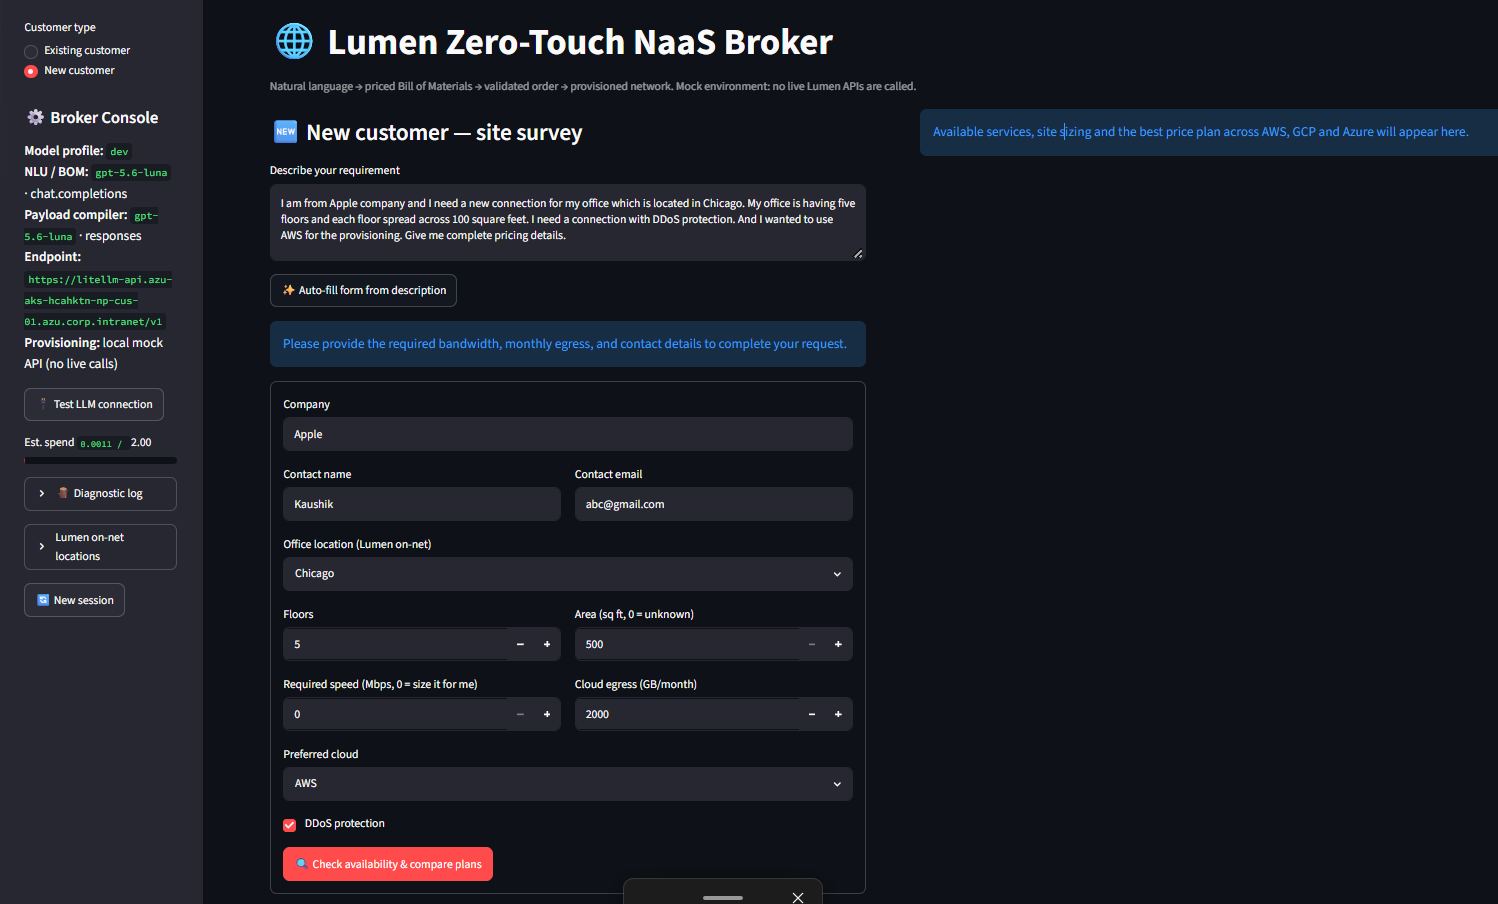 Customer type
Existing customer
New customer
Broker Console
Model profile: dev
NLU / BOM: gpt-5.6-luna
· chat.completions
Payload compiler: gpt-
5.6-luna · responses
Endpoint:
https://litellm-api.azu-
aks-hcahktn-np-cus-
01.azu.corp.intranet/v1
Provisioning: local mock
API (no live calls)
Test LLM connection
Est. spend 0.0011 / 2.00
Diagnostic log
Lumen on-net
locations
New session
Lumen Zero-Touch NaaS Broker
Natural language → priced Bill of Materials → validated order → provisioned network. Mock environment: no live Lumen APIs are called.
NEW New customer — site survey
Describe your requirement
I am from Apple company and I need a new connection for my office which is located in Chicago. My office is having five
floors and each floor spread across 100 square feet. I need a connection with DDoS protection. And I wanted to use
AWS for the provisioning. Give me complete pricing details.
Auto-fill form from description
Please provide the required bandwidth, monthly egress, and contact details to complete your request.
Company
Apple
Contact name
Contact email
Kaushik
abc@gmail.com
Office location (Lumen on-net)
Chicago
Floors
Area (sq ft, 0 = unknown)
5
500
Required speed (Mbps, 0 = size it for me)
Cloud egress (GB/month)
0
2000
Preferred cloud
AWS
DDoS protection
Check availability & compare plans
Available services, site sizing and the best price plan across AWS, GCP and Azure will appear here.